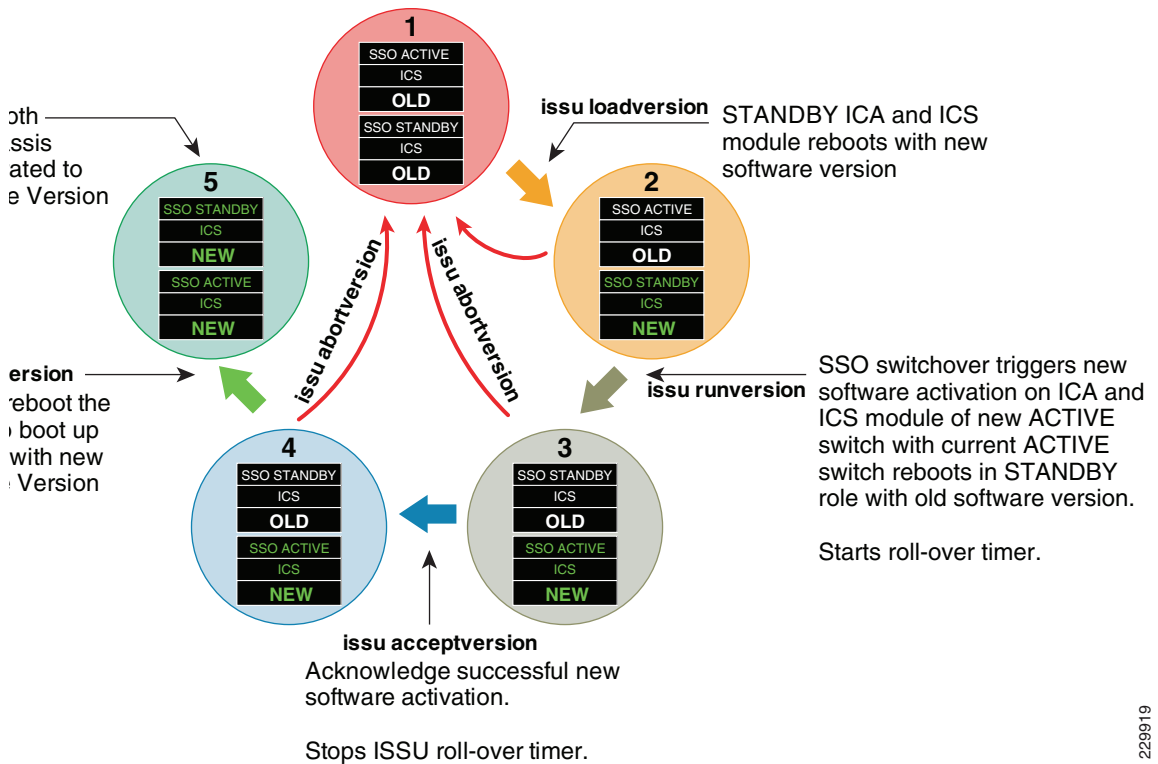 1
SSO ACTIVE
ICS
OLD
SSO STANDBY
ICS
OLD
issu loadversion
STANDBY ICA and ICS
module reboots with new
software version
2
SSO ACTIVE
ICS
OLD
SSO STANDBY
ICS
NEW
issu runversion
SSO switchover triggers new
software activation on ICA and
ICS module of new ACTIVE
switch with current ACTIVE
switch reboots in STANDBY
role with old software version.
Starts roll-over timer.
3
SSO STANDBY
ICS
OLD
SSO ACTIVE
ICS
NEW
issu abortversion
issu acceptversion
Acknowledge successful new
software activation.
Stops ISSU roll-over timer.
4
SSO STANDBY
ICS
OLD
SSO ACTIVE
ICS
NEW
issu abortversion
ersion
reboot the
boot up
with new
Version
5
SSO STANDBY
ICS
NEW
SSO ACTIVE
ICS
NEW
oth
assis
ated to
e Version
229919